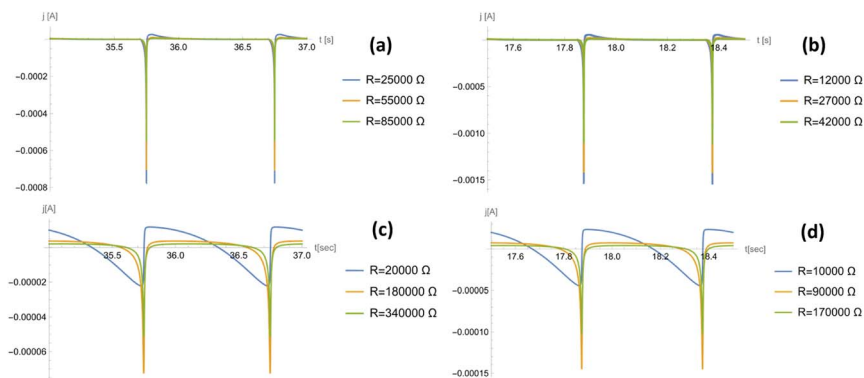 j [A]
t [s]
35.5 36.0 36.5 37.0
-0.0002
-0.0004
-0.0006
-0.0008
(a)
R=25000 Ω
R=55000 Ω
R=85000 Ω
j [A]
t [s]
17.6 17.8 18.0 18.2 18.4
-0.0005
-0.0010
-0.0015
(b)
R=12000 Ω
R=27000 Ω
R=42000 Ω
j[A]
t[sec]
35.5 36.0 36.5 37.0
-0.00002
-0.00004
-0.00006
(c)
R=20000 Ω
R=180000 Ω
R=340000 Ω
j[A]
t[sec]
17.6 17.8 18.0 18.2 18.4
-0.00005
-0.00010
-0.00015
(d)
R=10000 Ω
R=90000 Ω
R=170000 Ω